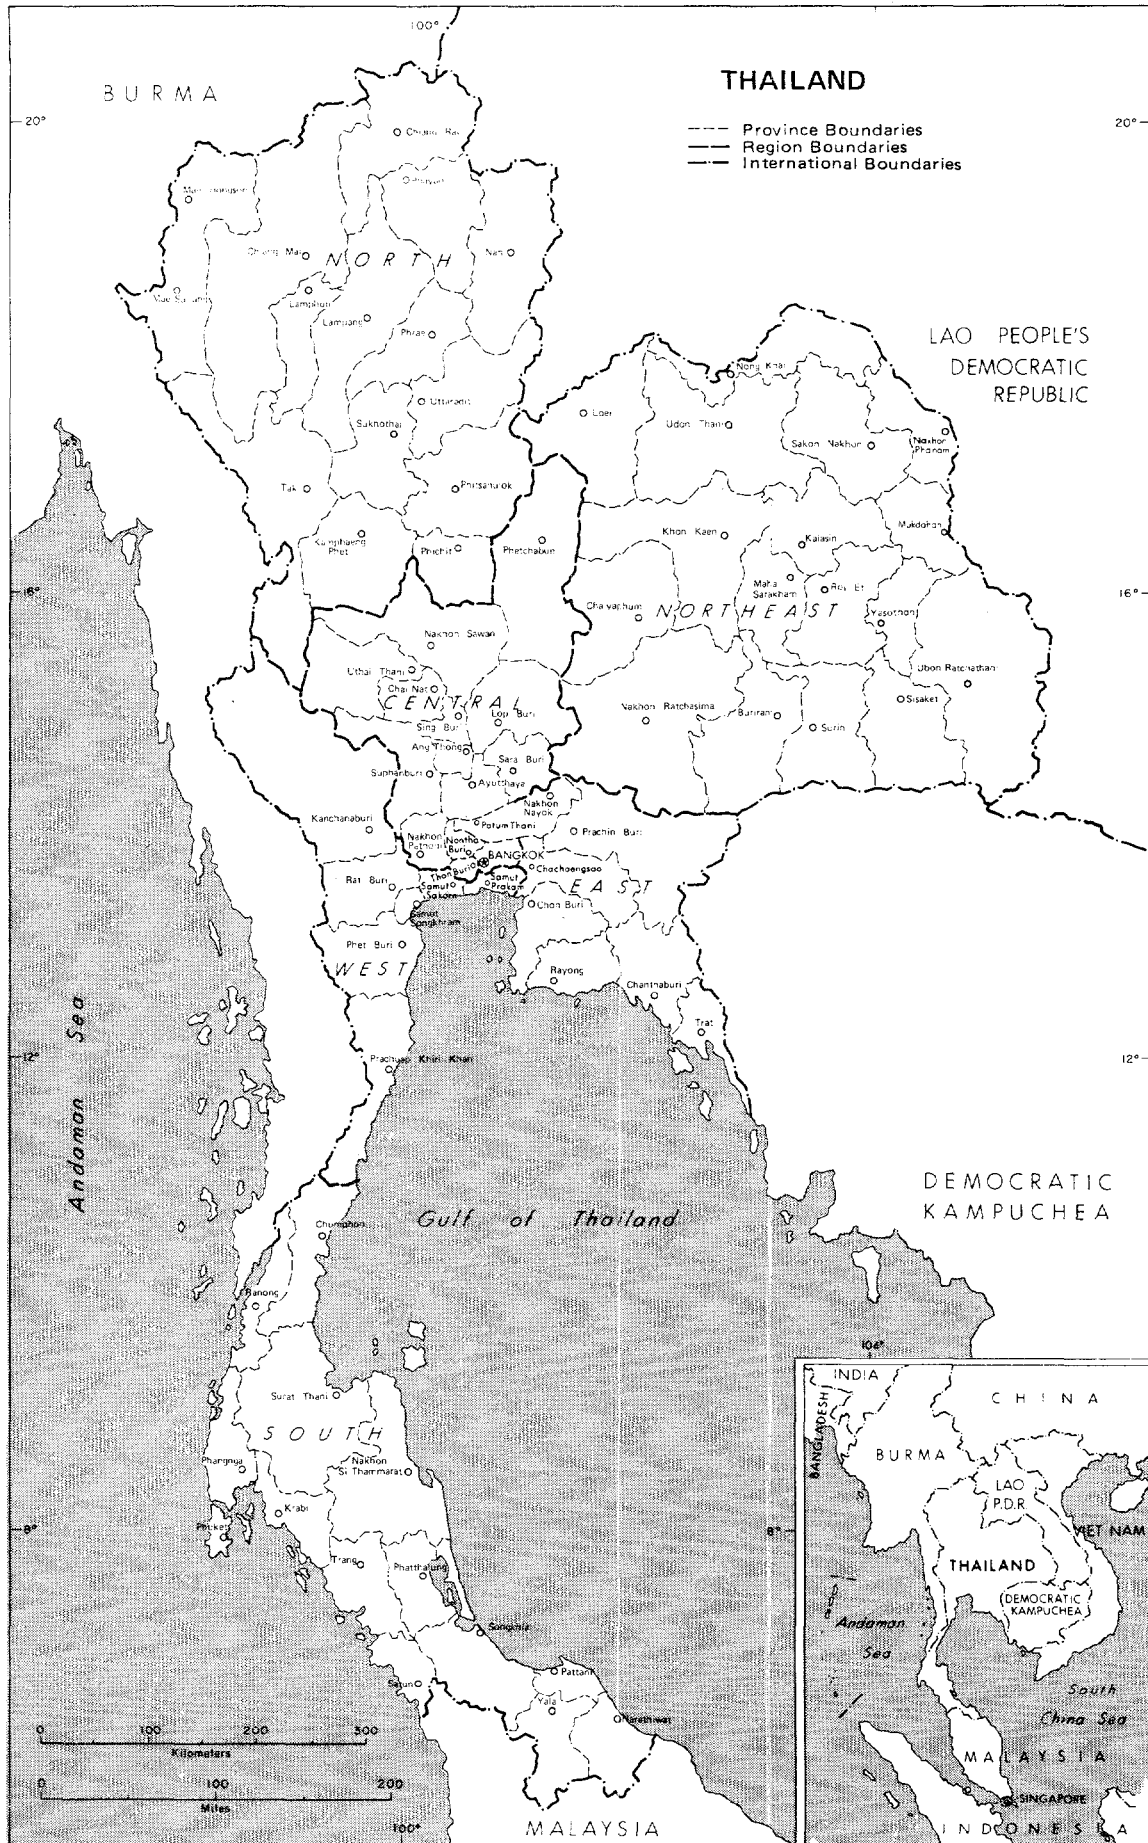 100°
BURMA
THAILAND
20°
20°
Province Boundaries
Region Boundaries
International Boundaries
Chiang Rai
Chiang Mai
NORTH
Nan
Lamphun
Lampang
Phrae
LAO PEOPLE'S
DEMOCRATIC
REPUBLIC
Nong Khai
Loei
Udon Thani
Sakon Nakhon
Nakhon
Phanom
Uttaradit
Sukhothai
Tak
Phitsanulok
Kamphaeng
Phet
Phichit
Phetchabun
Khon Kaen
Kalasin
Mukdahan
16°
16°
Maha
Sarakham
Roi Et
Chaiyaphum
NORTHEAST
Yasothon
Nakhon Sawan
Uthai Thani
Chai Nat
CENTRAL
Ubon Ratchathani
Sisaket
Nakhon Ratchasima
Buriram
Surin
Sing Buri
Lop Buri
Ang Thong
Sara Buri
Suphanburi
Ayutthaya
Nakhon
Nayok
Kanchanaburi
Patum Thani
Prachin Buri
Nakhon
Pathom
Nontha
Buri
BANGKOK
Thon Buri
Chachoengsao
Rat Buri
Samut
Sakorn
Samut
Prakarn
EAST
Chon Buri
Samut
Songkhram
Phet Buri
WEST
Rayong
Chanthaburi
Trat
Andaman Sea
12°
12°
Prachuap Khiri Khan
DEMOCRATIC
KAMPUCHEA
Gulf of Thailand
Chumphon
Ranong
104°
Surat Thani
SOUTH
Phangnga
Nakhon
Si Thammarat
Krabi
Phuket
8°
8°
Trang
Phatthalung
Songkhla
Satun
Pattani
Yala
Narathiwat
0 100 200 300
Kilometers
0 100 200
Miles
100°
MALAYSIA
INDIA
CHINA
BANGLADESH
BURMA
LAO
P.D.R.
VIET NAM
THAILAND
DEMOCRATIC
KAMPUCHEA
Andaman
Sea
South
China Sea
MALAYSIA
SINGAPORE
INDONESIA